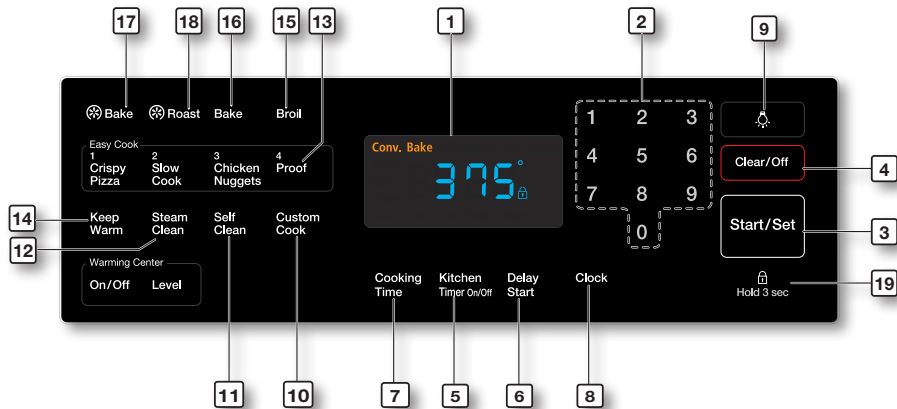 17 18 16 15 13 1 2 9
Bake Roast Bake Broil
Easy Cook
1 2 3 4
Crispy Slow Chicken Proof
Pizza Cook Nuggets
Conv. Bake
375°
1 2 3
4 5 6
7 8 9
0
Clear/Off
4
Start/Set
3
14
Keep Steam Self Custom
Warm Clean Clean Cook
12
Warming Center
On/Off Level
Cooking Kitchen Delay Clock
Time Timer On/Off Start
Hold 3 sec
19
11 10 7 5 6 8